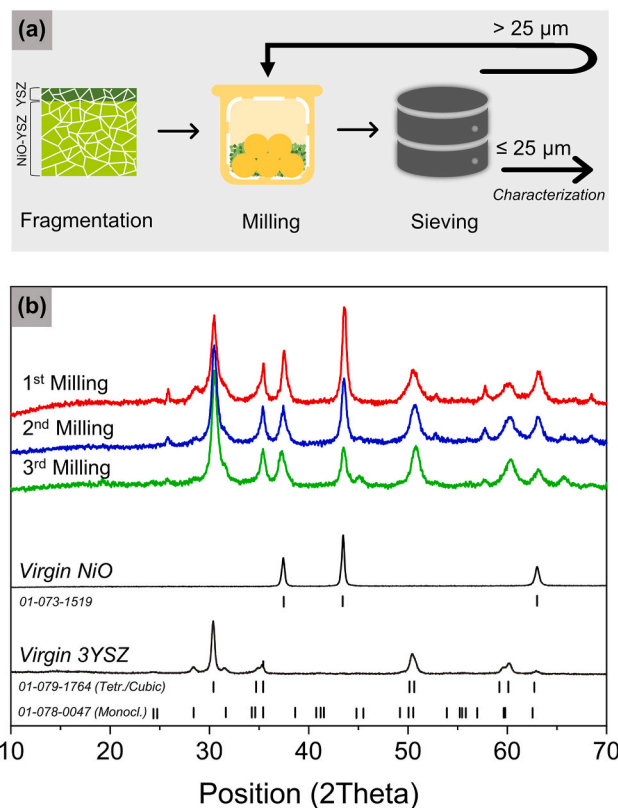 (a)
> 25 µm
YSZ
NiO-YSZ
≤ 25 µm
Characterization
Fragmentation
Milling
Sieving
(b)
1st Milling
2nd Milling
3rd Milling
Virgin NiO
01-073-1519
Virgin 3YSZ
01-079-1764 (Tetr./Cubic)
01-078-0047 (Monocl.)
10 20 30 40 50 60 70
Position (2Theta)